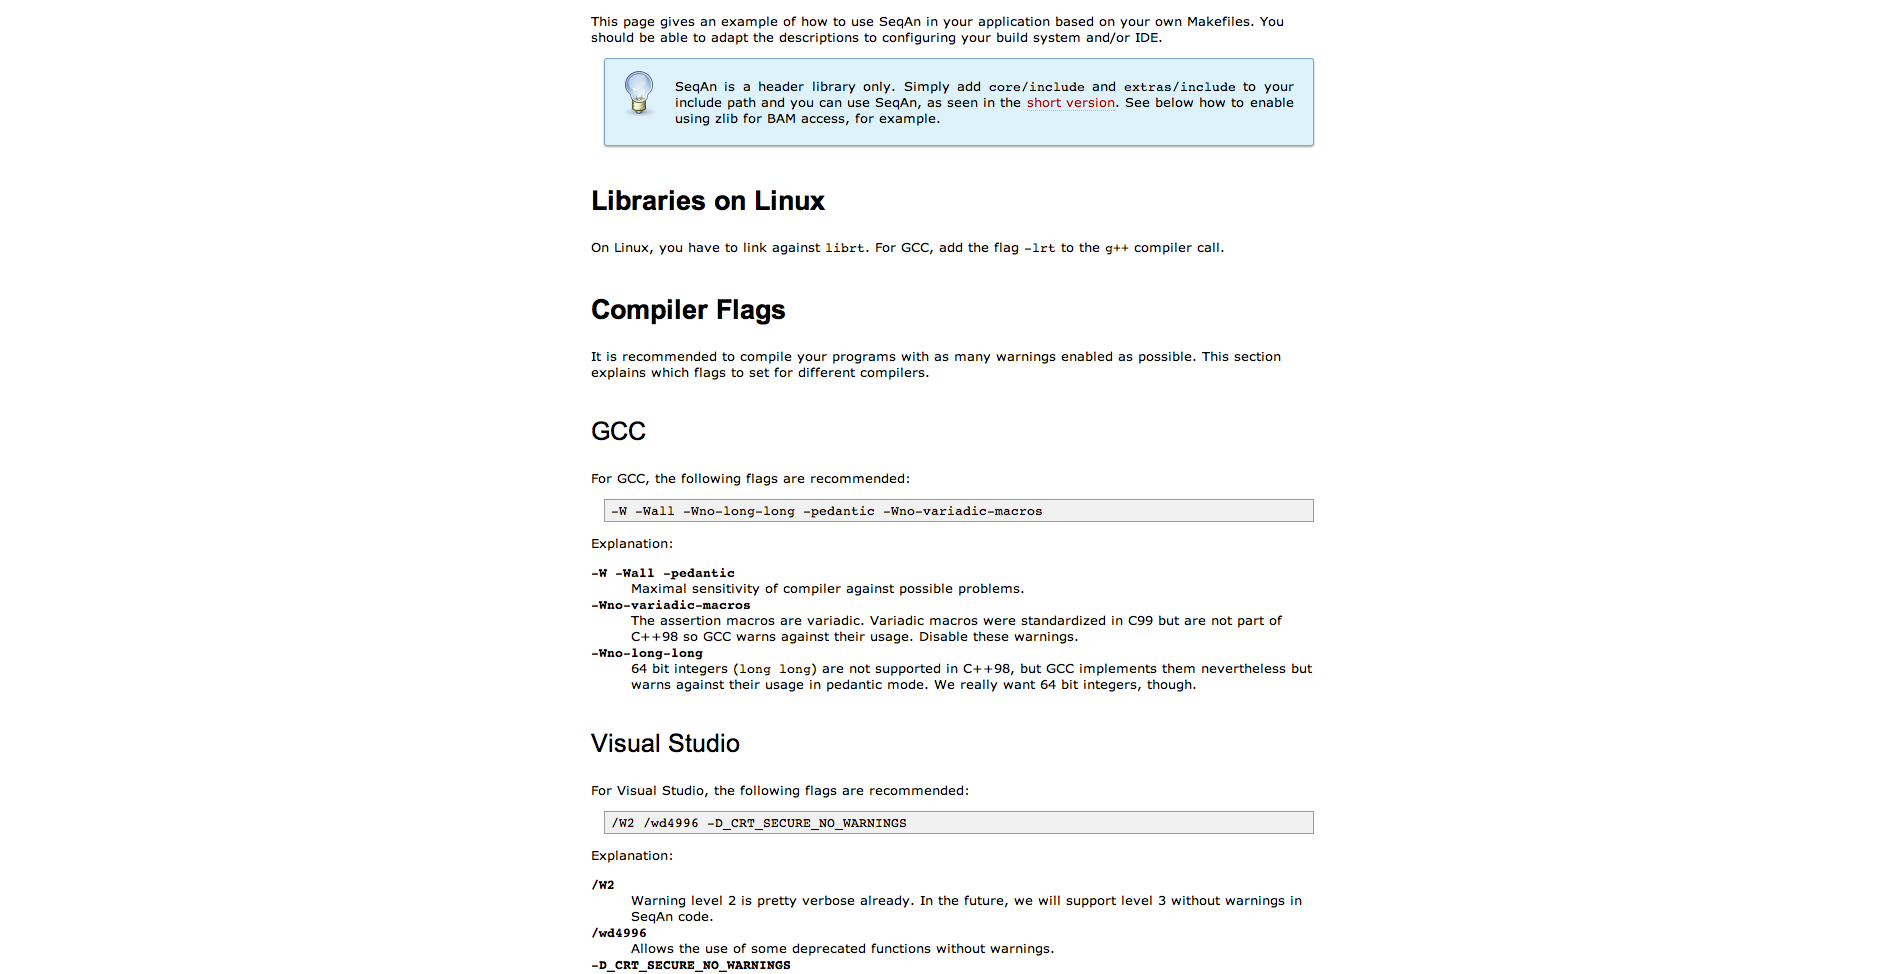 This page gives an example of how to use SeqAn in your application based on your own Makefiles. You
should be able to adapt the descriptions to configuring your build system and/or IDE.
SeqAn is a header library only. Simply add core/include and extras/include to your
include path and you can use SeqAn, as seen in the short version. See below how to enable
using zlib for BAM access, for example.
Libraries on Linux
On Linux, you have to link against librt. For GCC, add the flag -lrt to the g++ compiler call.
Compiler Flags
It is recommended to compile your programs with as many warnings enabled as possible. This section
explains which flags to set for different compilers.
GCC
For GCC, the following flags are recommended:
-W -Wall -Wno-long-long -pedantic -Wno-variadic-macros
Explanation:
-W -Wall -pedantic
Maximal sensitivity of compiler against possible problems.
-Wno-variadic-macros
The assertion macros are variadic. Variadic macros were standardized in C99 but are not part of
C++98 so GCC warns against their usage. Disable these warnings.
-Wno-long-long
64 bit integers (long long) are not supported in C++98, but GCC implements them nevertheless but
warns against their usage in pedantic mode. We really want 64 bit integers, though.
Visual Studio
For Visual Studio, the following flags are recommended:
/W2 /wd4996 -D_CRT_SECURE_NO_WARNINGS
Explanation:
/W2
Warning level 2 is pretty verbose already. In the future, we will support level 3 without warnings in
SeqAn code.
/wd4996
Allows the use of some deprecated functions without warnings.
-D_CRT_SECURE_NO_WARNINGS